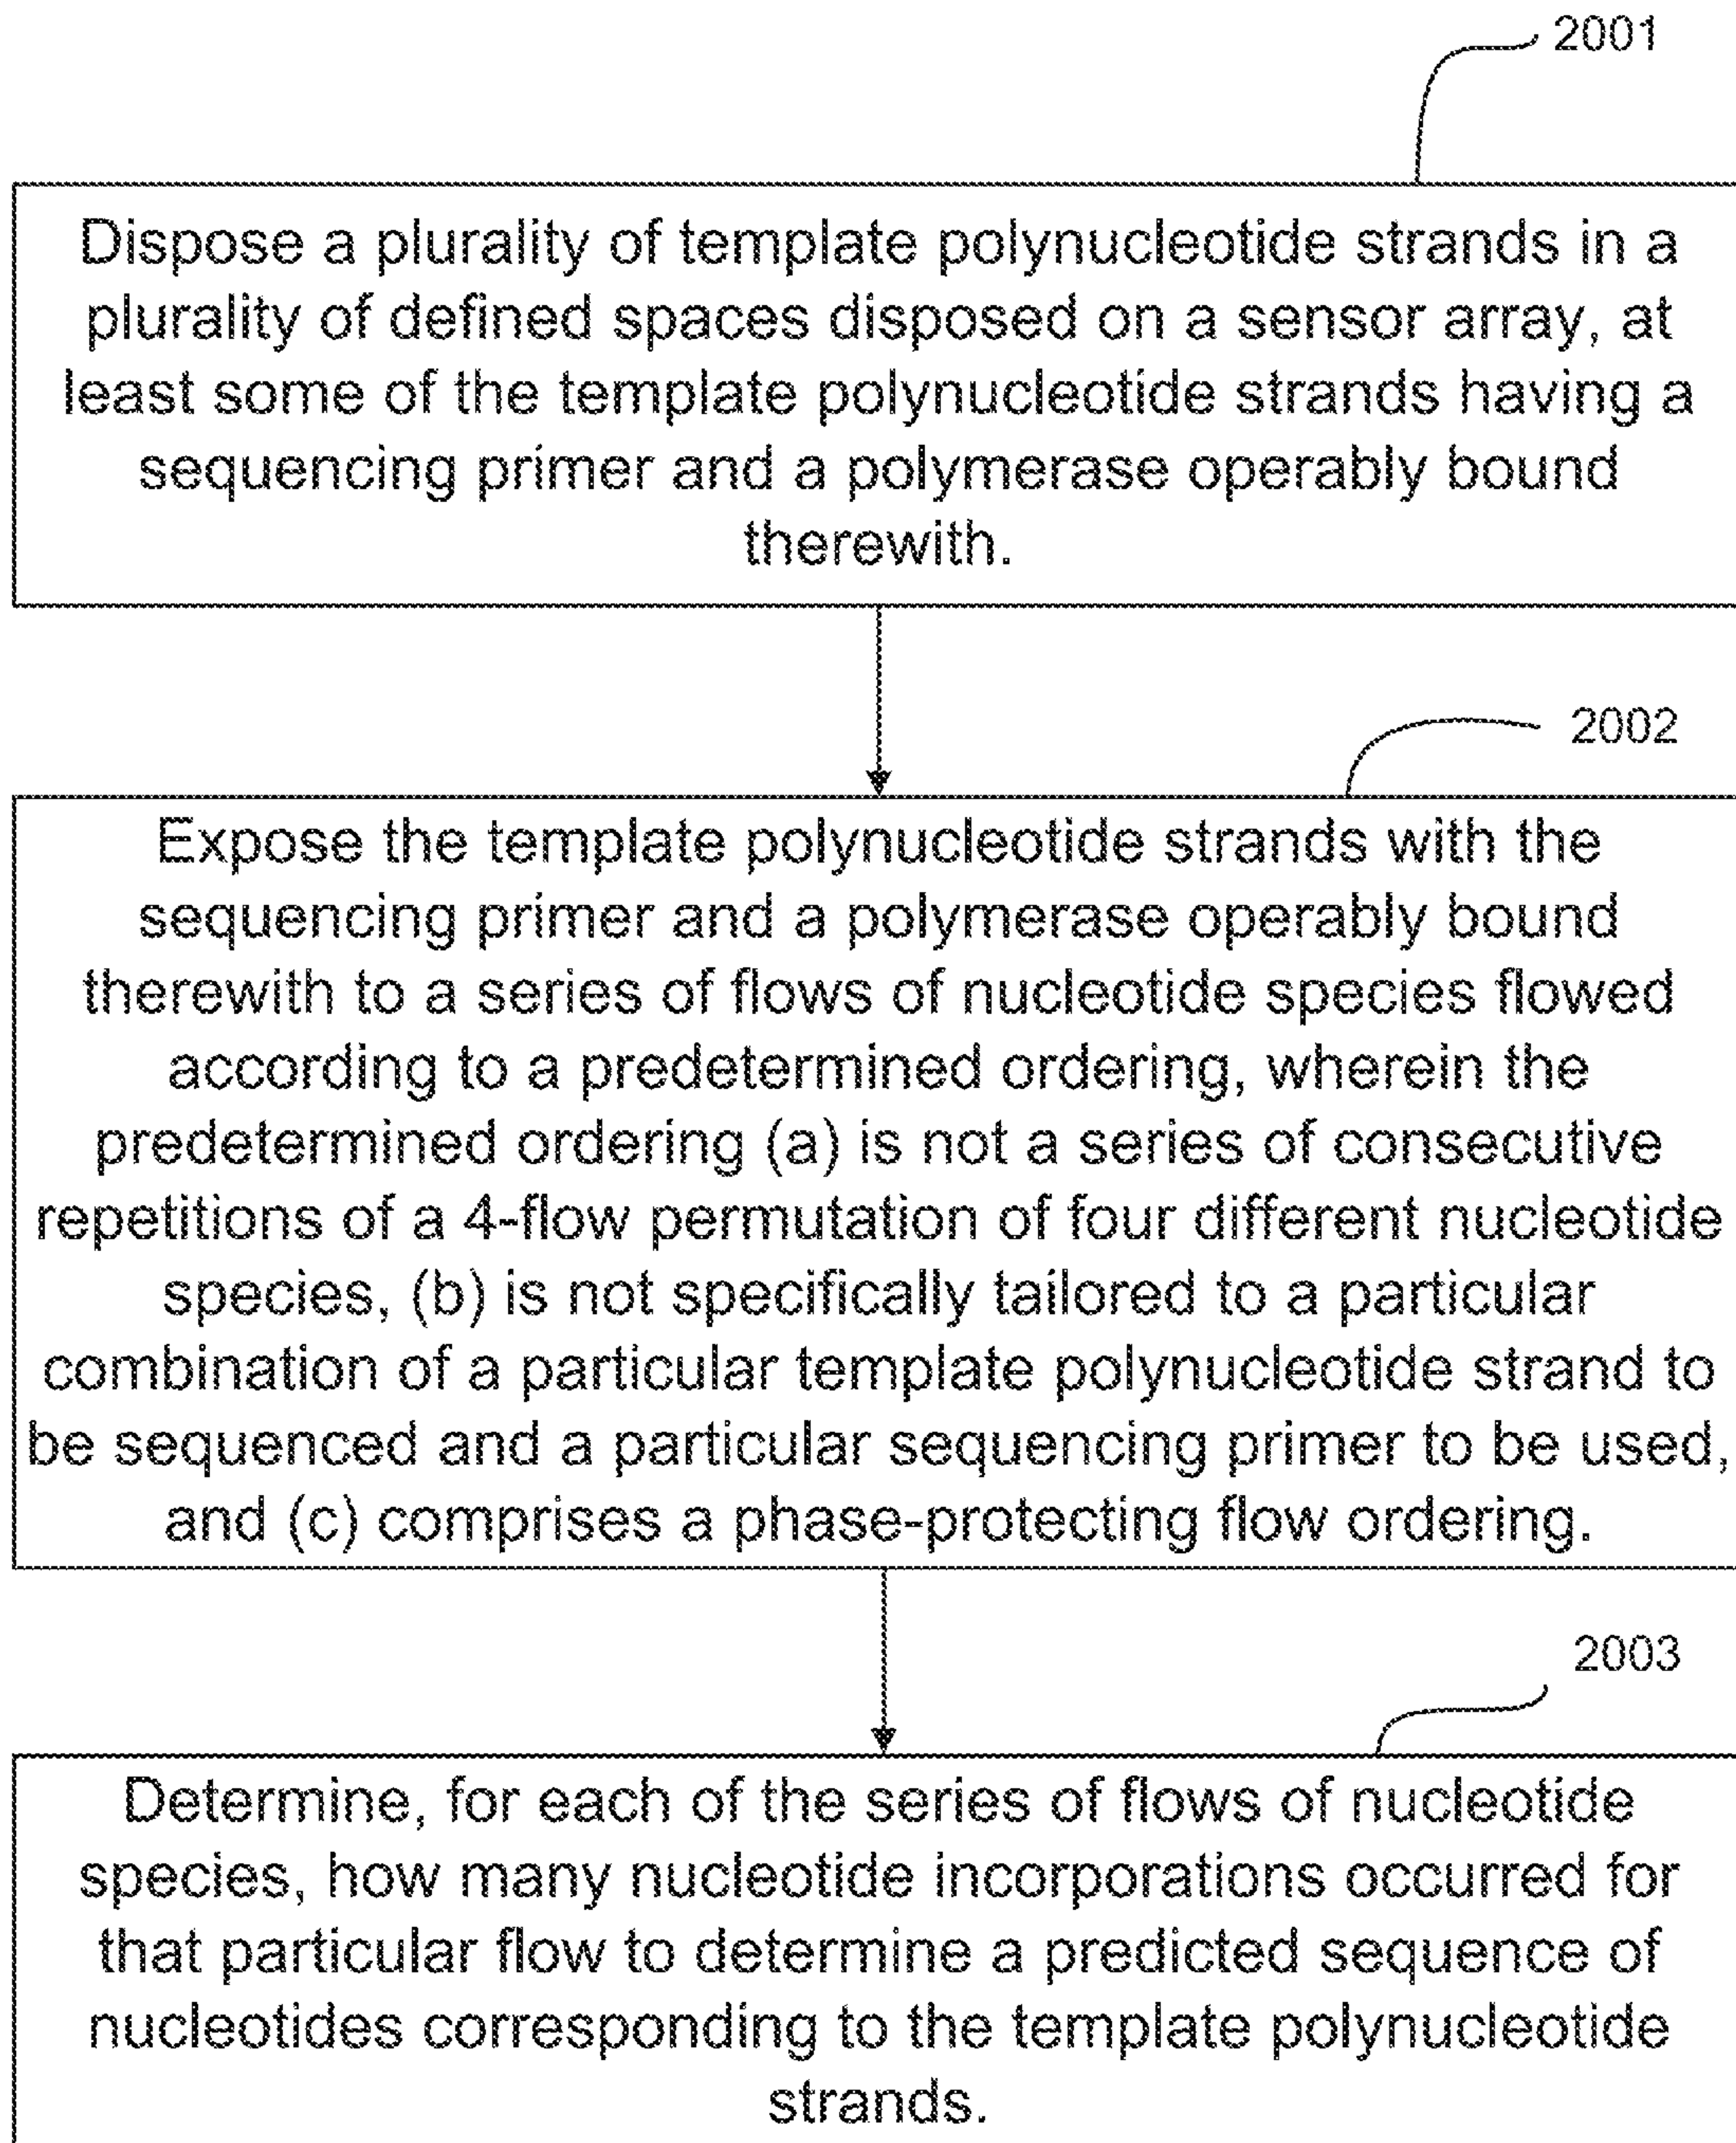 2001
Dispose a plurality of template polynucleotide strands in a
plurality of defined spaces disposed on a sensor array, at
least some of the template polynucleotide strands having a
sequencing primer and a polymerase operably bound
therewith.
2002
Expose the template polynucleotide strands with the
sequencing primer and a polymerase operably bound
therewith to a series of flows of nucleotide species flowed
according to a predetermined ordering, wherein the
predetermined ordering (a) is not a series of consecutive
repetitions of a 4-flow permutation of four different nucleotide
species, (b) is not specifically tailored to a particular
combination of a particular template polynucleotide strand to
be sequenced and a particular sequencing primer to be used,
and (c) comprises a phase-protecting flow ordering.
2003
Determine, for each of the series of flows of nucleotide
species, how many nucleotide incorporations occurred for
that particular flow to determine a predicted sequence of
nucleotides corresponding to the template polynucleotide
strands.